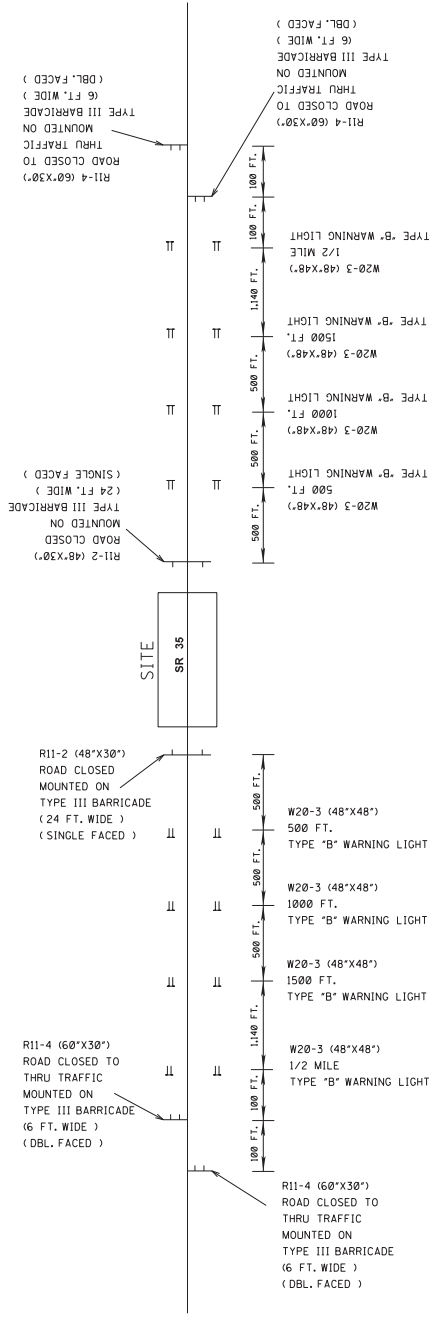 R11-4 (60"X30")
ROAD CLOSED TO
THRU TRAFFIC
MOUNTED ON
TYPE III BARRICADE
(6 FT. WIDE )
(DBL. FACED )
R11-4 (60"X30")
ROAD CLOSED TO
THRU TRAFFIC
MOUNTED ON
TYPE III BARRICADE
(6 FT. WIDE )
(DBL. FACED )
100 FT.
100 FT.
1,140 FT.
500 FT.
500 FT.
500 FT.
W20-3 (48"X48")
1/2 MILE
TYPE "B" WARNING LIGHT
W20-3 (48"X48")
1500 FT.
TYPE "B" WARNING LIGHT
W20-3 (48"X48")
1000 FT.
TYPE "B" WARNING LIGHT
W20-3 (48"X48")
500 FT.
TYPE "B" WARNING LIGHT
R11-2 (48"X30")
ROAD CLOSED
MOUNTED ON
TYPE III BARRICADE
(24 FT. WIDE )
(SINGLE FACED )
SITE
SR 35
R11-2 (48"X30")
ROAD CLOSED
MOUNTED ON
TYPE III BARRICADE
(24 FT. WIDE )
(SINGLE FACED )
500 FT.
500 FT.
500 FT.
1,140 FT.
100 FT.
100 FT.
W20-3 (48"X48")
500 FT.
TYPE "B" WARNING LIGHT
W20-3 (48"X48")
1000 FT.
TYPE "B" WARNING LIGHT
W20-3 (48"X48")
1500 FT.
TYPE "B" WARNING LIGHT
W20-3 (48"X48")
1/2 MILE
TYPE "B" WARNING LIGHT
R11-4 (60"X30")
ROAD CLOSED TO
THRU TRAFFIC
MOUNTED ON
TYPE III BARRICADE
(6 FT. WIDE )
(DBL. FACED )
R11-4 (60"X30")
ROAD CLOSED TO
THRU TRAFFIC
MOUNTED ON
TYPE III BARRICADE
(6 FT. WIDE )
(DBL. FACED )